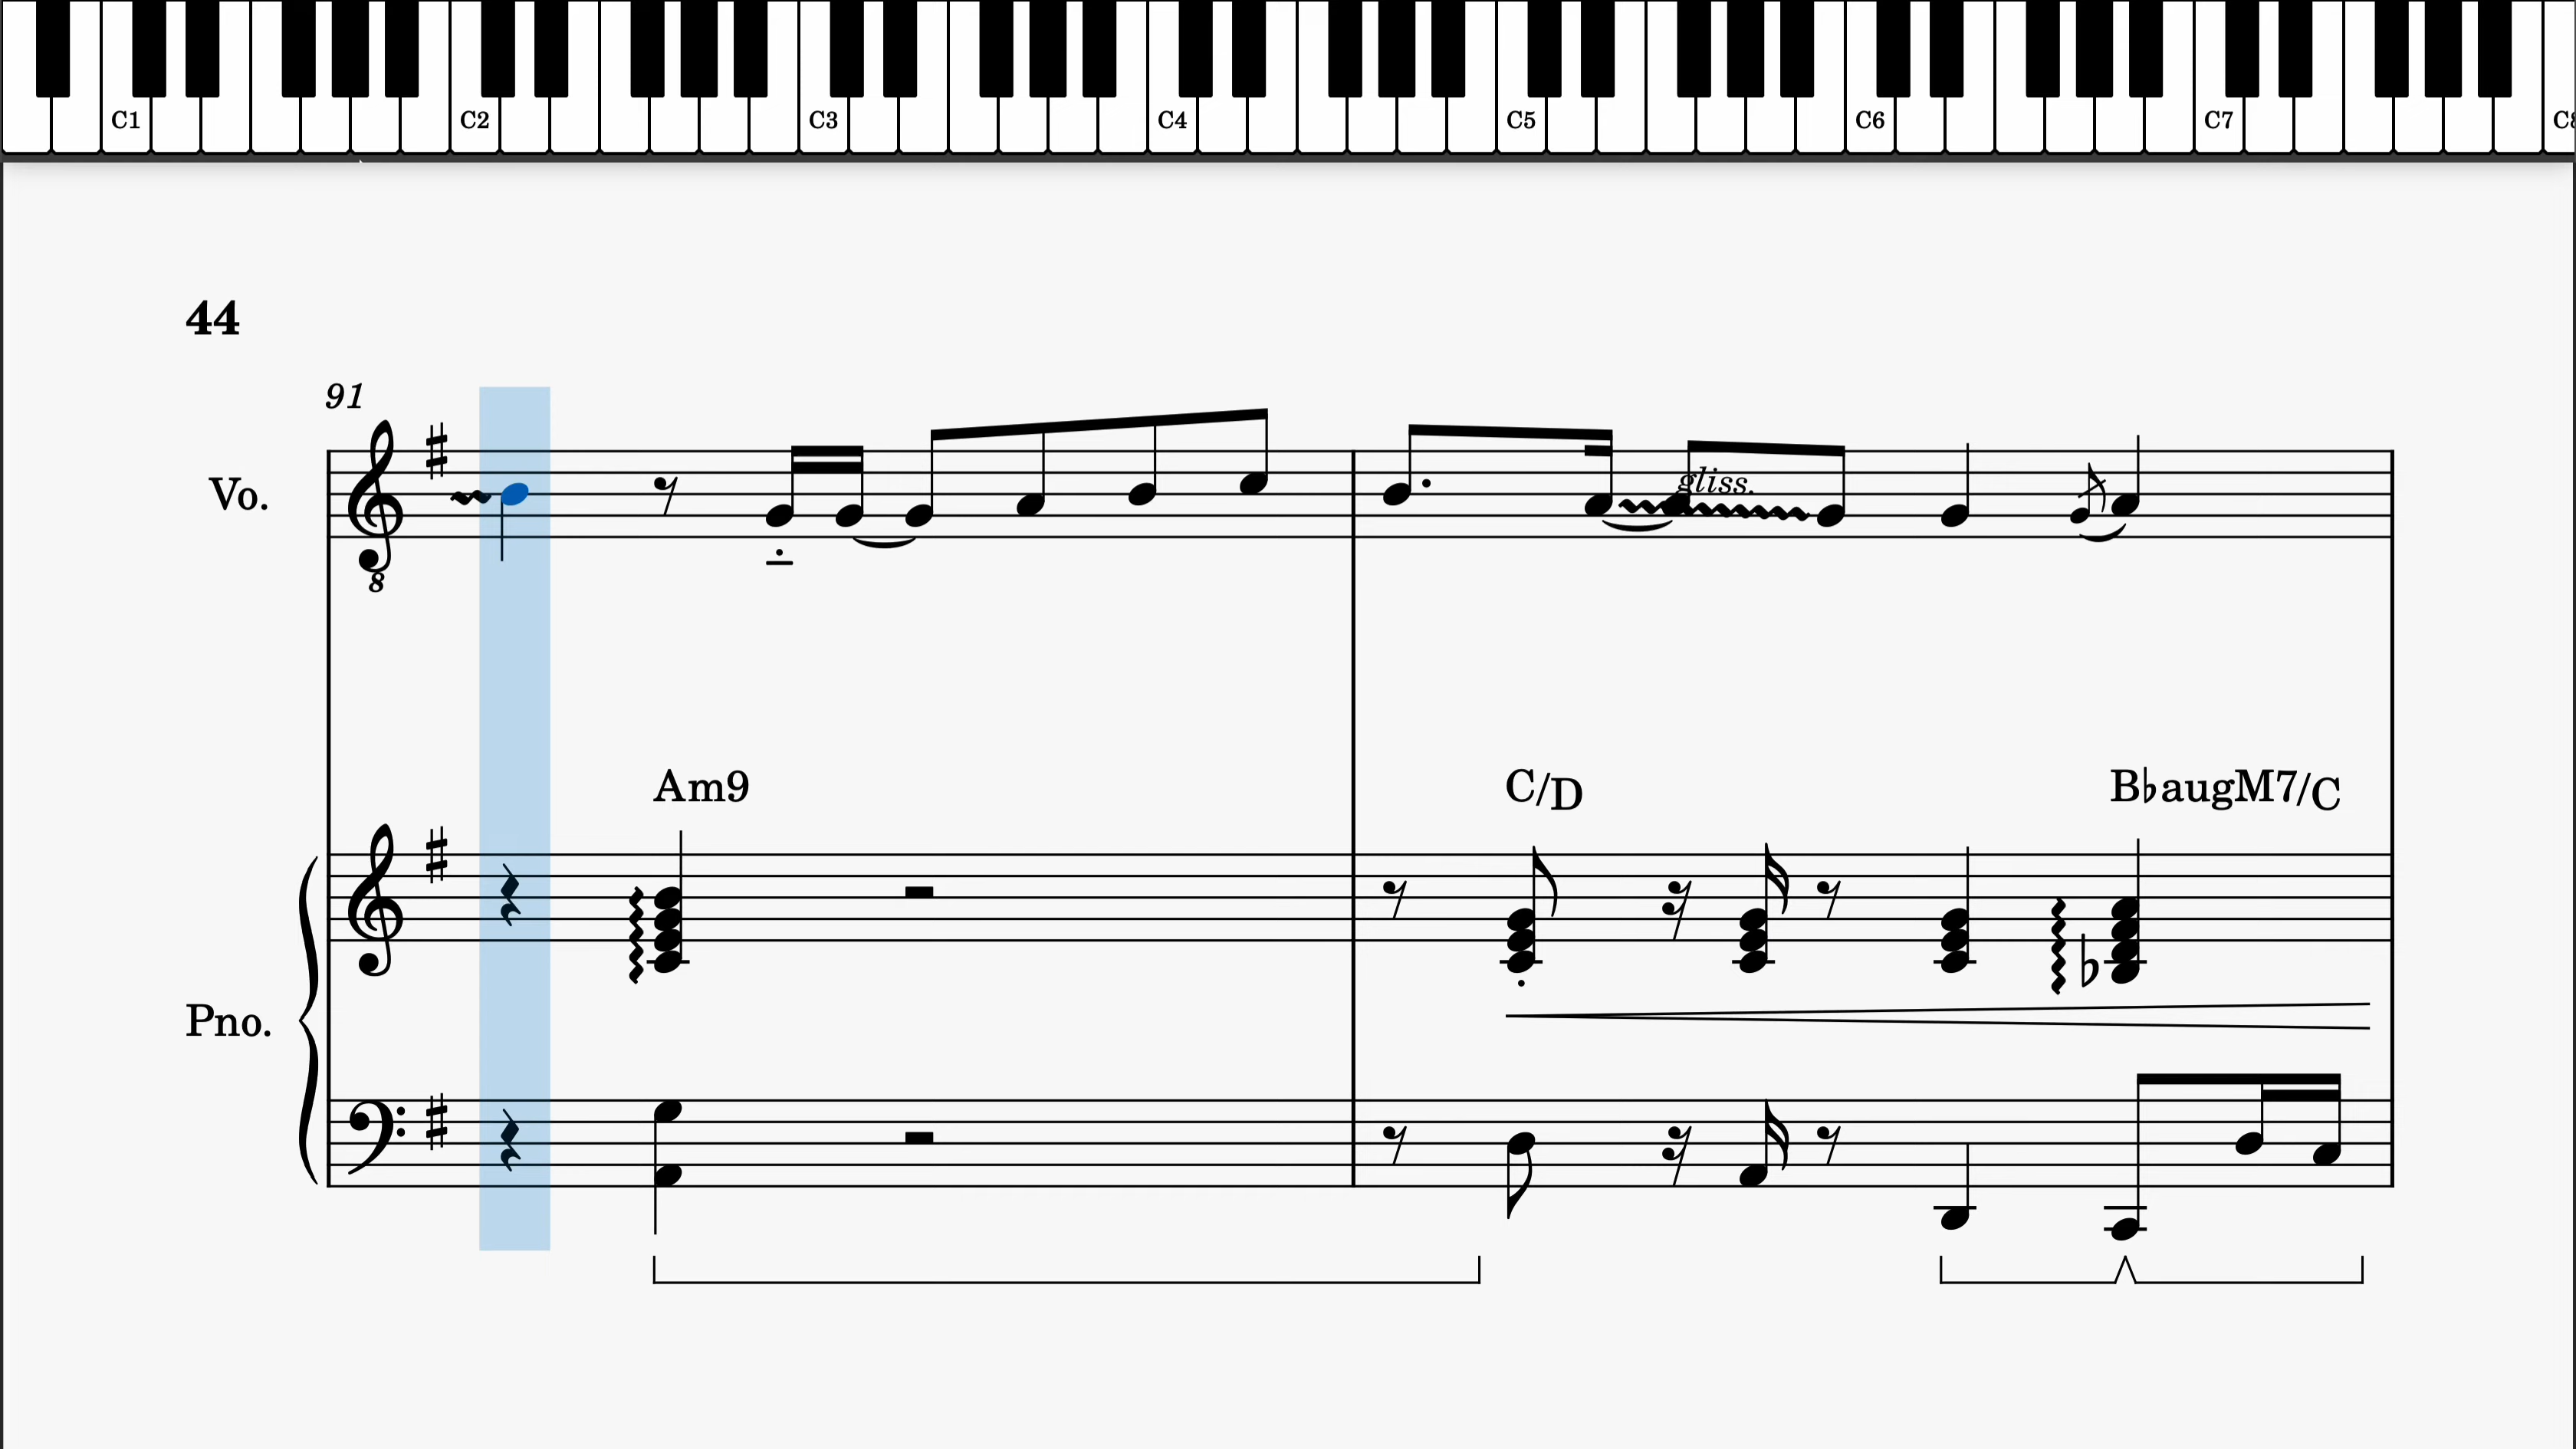 C1 C2 C3 C4 C5 C6 C7
44
91
Vo.
gliss.
8
Am9 C/D B♭augM7/C
Pno.